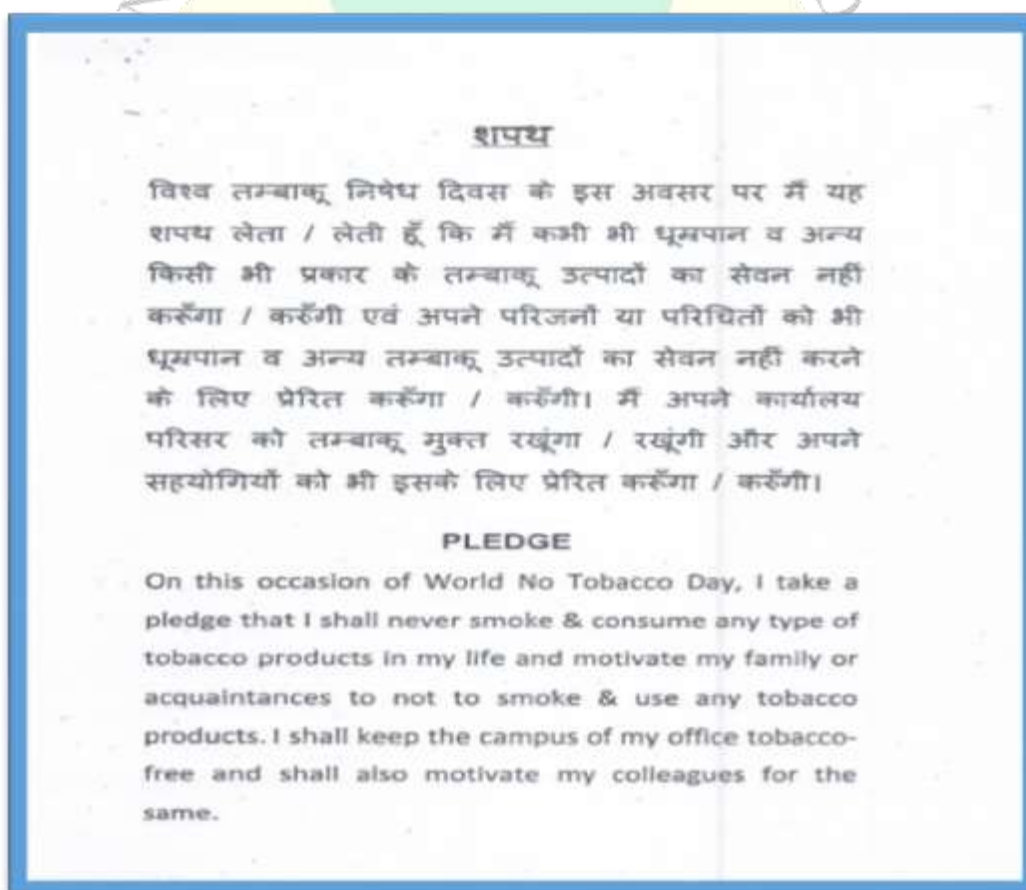 शपथ
विश्व तम्बाकू निषेध दिवस के इस अवसर पर मैं यह
शपथ लेता / लेती हूँ कि मैं कभी भी धूम्रपान व अन्य
किसी भी प्रकार के तम्बाकू उत्पादों का सेवन नहीं
करूँगा / करूँगी एवं अपने परिजनों या परिचितों को भी
धूम्रपान व अन्य तम्बाकू उत्पादों का सेवन नहीं करने
के लिए प्रेरित करूँगा / करूँगी। मैं अपने कार्यालय
परिसर को तम्बाकू मुक्त रखूंगा / रखूंगी और अपने
सहयोगियों को भी इसके लिए प्रेरित करूँगा / करूँगी।
PLEDGE
On this occasion of World No Tobacco Day, I take a
pledge that I shall never smoke & consume any type of
tobacco products in my life and motivate my family or
acquaintances to not to smoke & use any tobacco
products. I shall keep the campus of my office tobacco-
free and shall also motivate my colleagues for the
same.